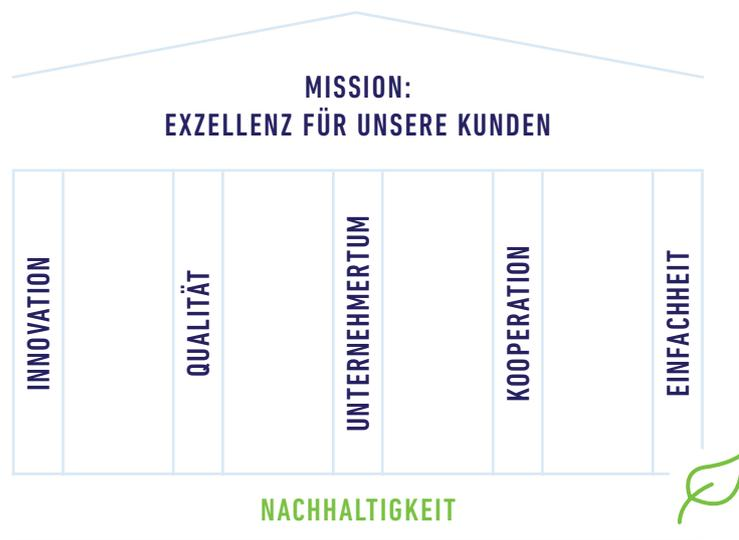 MISSION:
EXZELLENZ FÜR UNSERE KUNDEN
INNOVATION
QUALITÄT
UNTERNEHMERTUM
KOOPERATION
EINFACHHEIT
NACHHALTIGKEIT